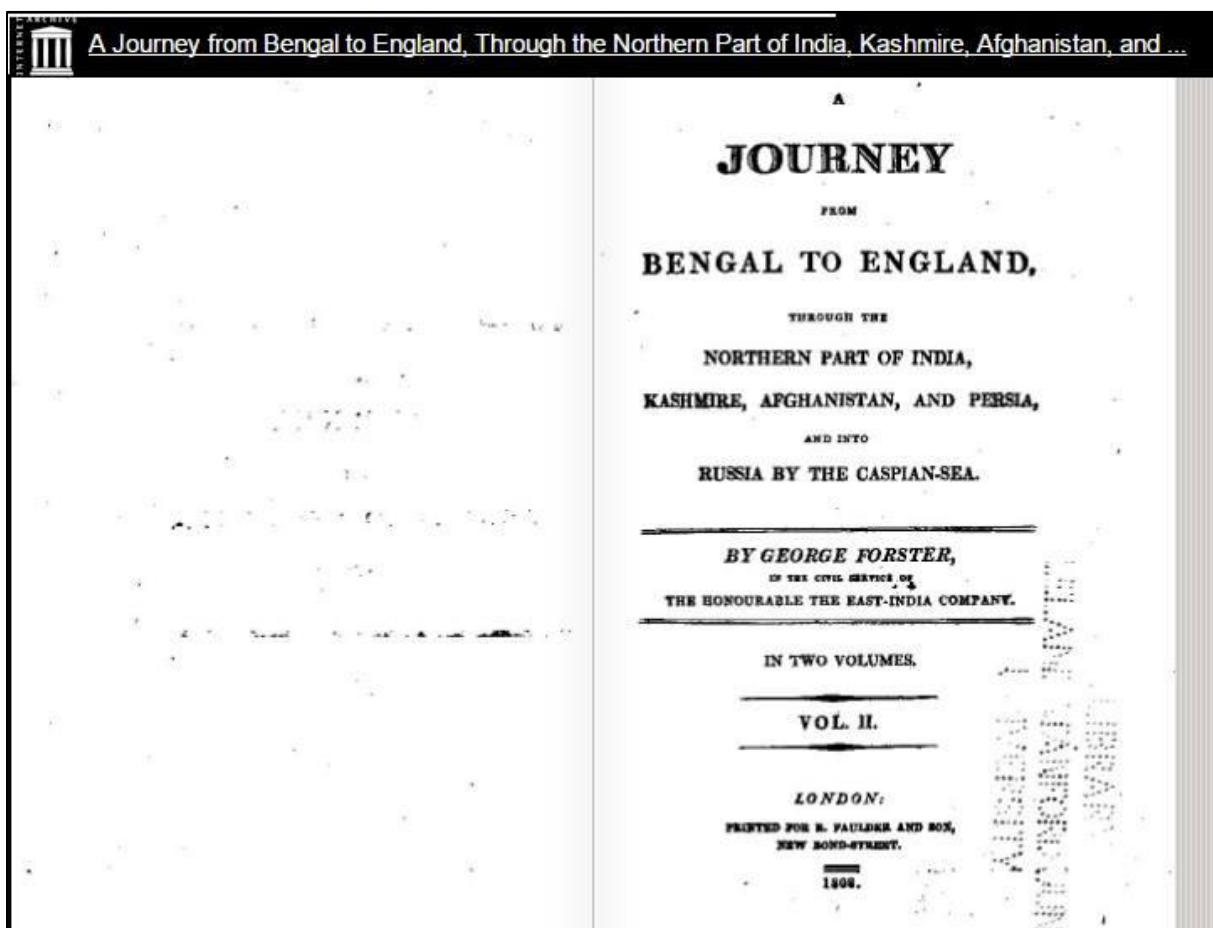 INTERNET ARCHIVE
A Journey from Bengal to England, Through the Northern Part of India, Kashmire, Afghanistan, and ...
A
JOURNEY
FROM
BENGAL TO ENGLAND,
THROUGH THE
NORTHERN PART OF INDIA,
KASHMIRE, AFGHANISTAN, AND PERSIA,
AND INTO
RUSSIA BY THE CASPIAN-SEA.
BY GEORGE FORSTER,
IN THE CIVIL SERVICE OF
THE HONOURABLE THE EAST-INDIA COMPANY.
IN TWO VOLUMES.
VOL. II.
LONDON:
PRINTED FOR R. FAULDER AND SON,
NEW BOND-STREET.
1808.